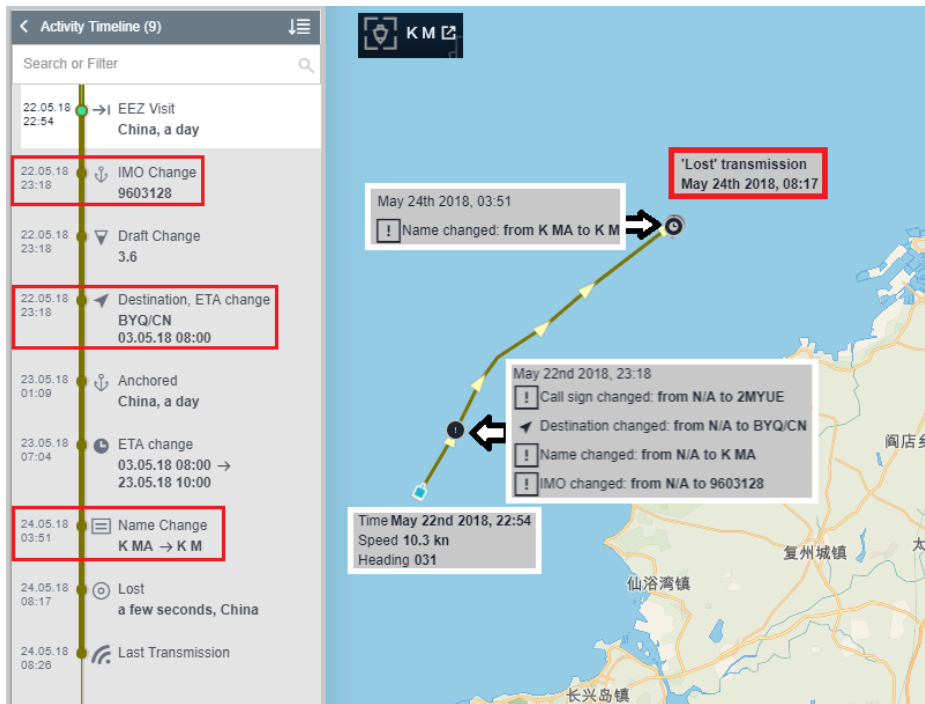 Activity Timeline (9)
Search or Filter
22.05.18
22:54
EEZ Visit
China, a day
22.05.18
23:18
IMO Change
9603128
22.05.18
23:18
Draft Change
3.6
22.05.18
23:18
Destination, ETA change
BYQ/CN
03.05.18 08:00
23.05.18
01:09
Anchored
China, a day
23.05.18
07:04
ETA change
03.05.18 08:00 →
23.05.18 10:00
24.05.18
03:51
Name Change
K MA → K M
24.05.18
08:17
Lost
a few seconds, China
24.05.18
08:26
Last Transmission
K M
'Lost' transmission
May 24th 2018, 08:17
May 24th 2018, 03:51
! Name changed: from K MA to K M
May 22nd 2018, 23:18
! Call sign changed: from N/A to 2MYUE
Destination changed: from N/A to BYQ/CN
! Name changed: from N/A to K MA
! IMO changed: from N/A to 9603128
Time May 22nd 2018, 22:54
Speed 10.3 kn
Heading 031
阎店乡
复州城镇
太
仙浴湾镇
长兴岛镇